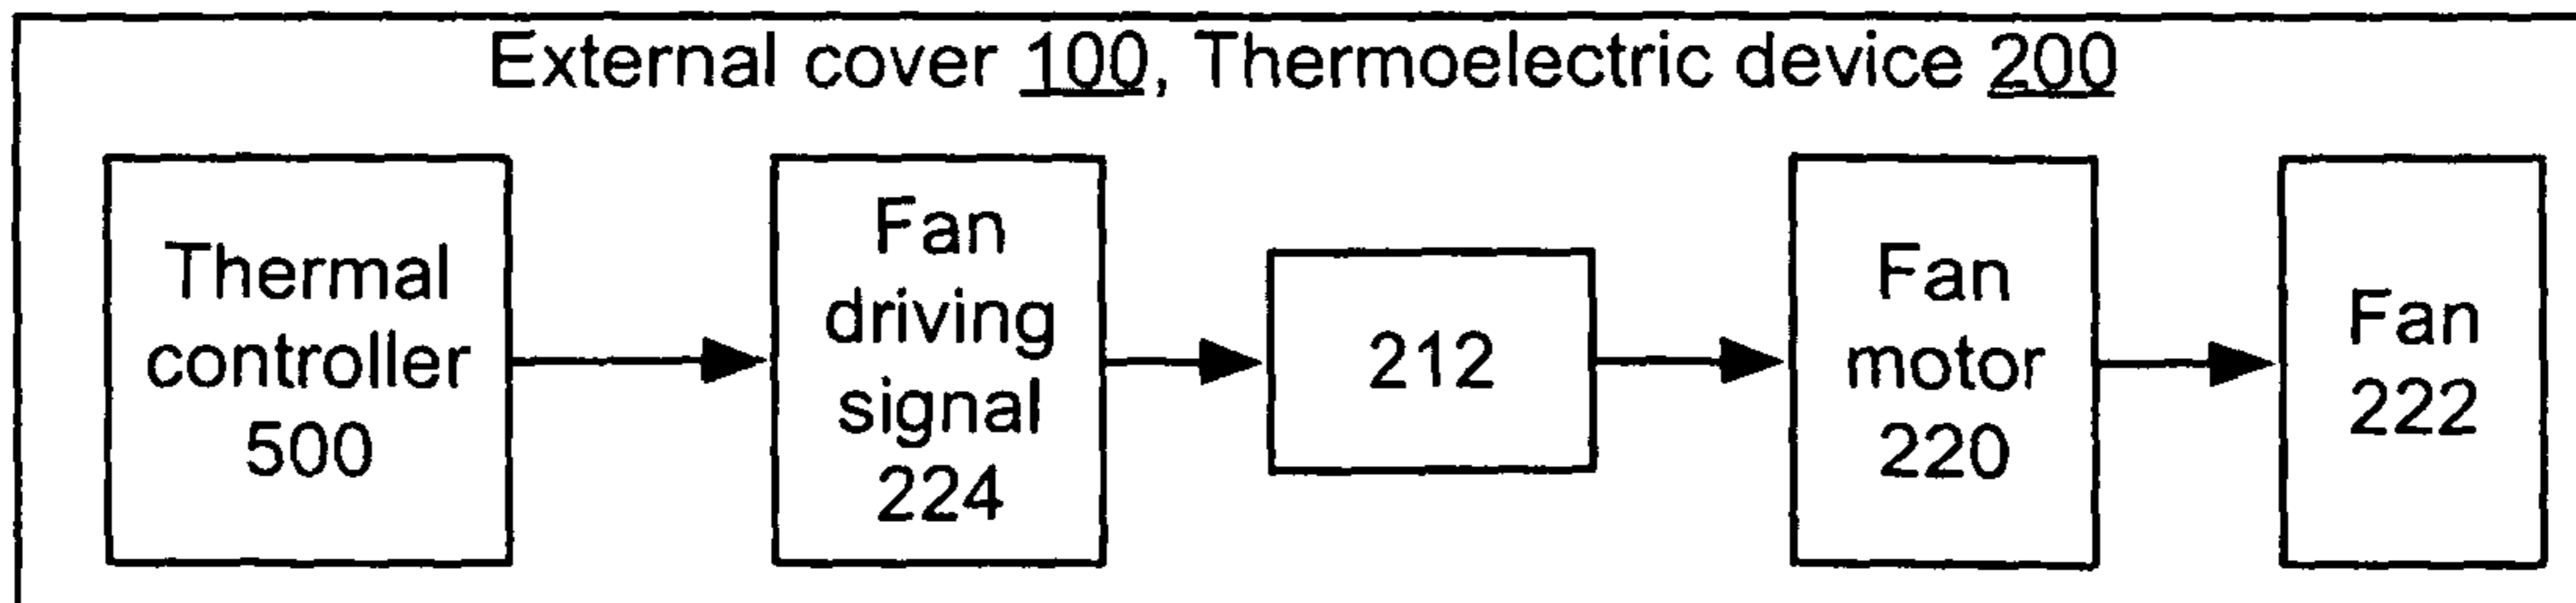 External cover 100, Thermoelectric device 200
Thermal
controller
500
Fan
driving
signal
224
212
Fan
motor
220
Fan
222